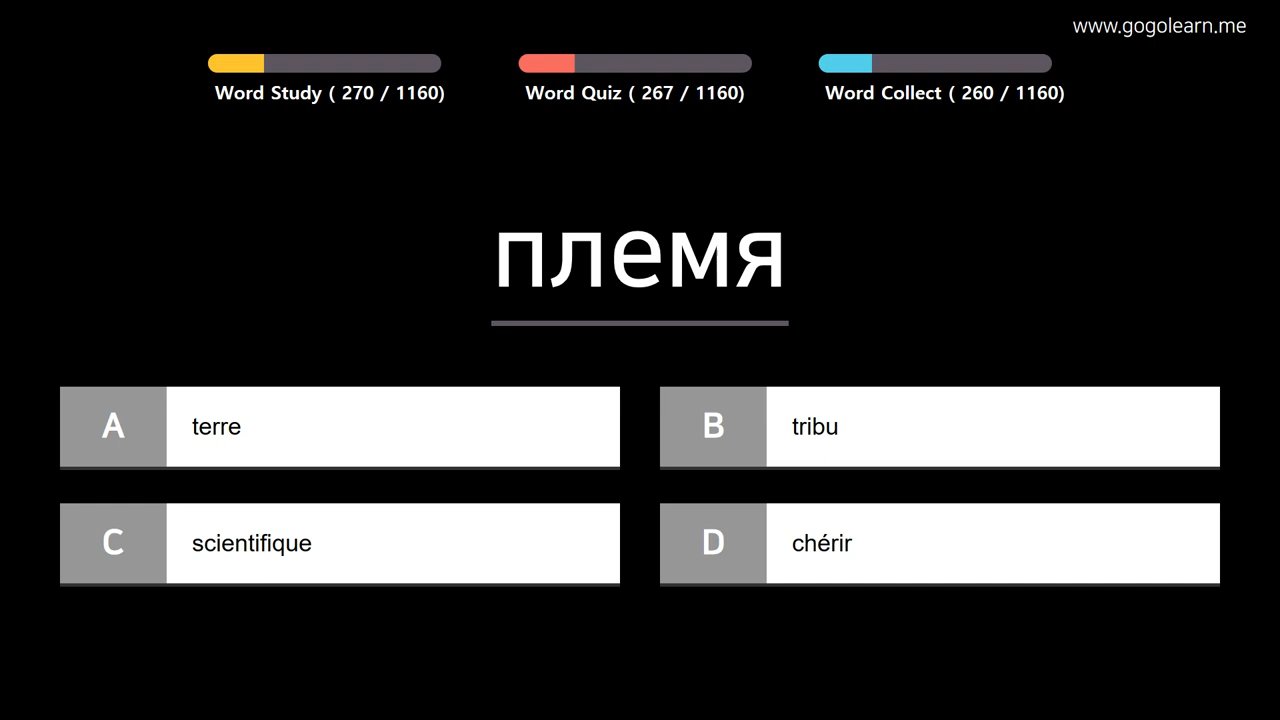 www.gogolearn.me
Word Study ( 270 / 1160)
Word Quiz ( 267 / 1160)
Word Collect ( 260 / 1160)
племя
A terre
B tribu
C scientifique
D chérir